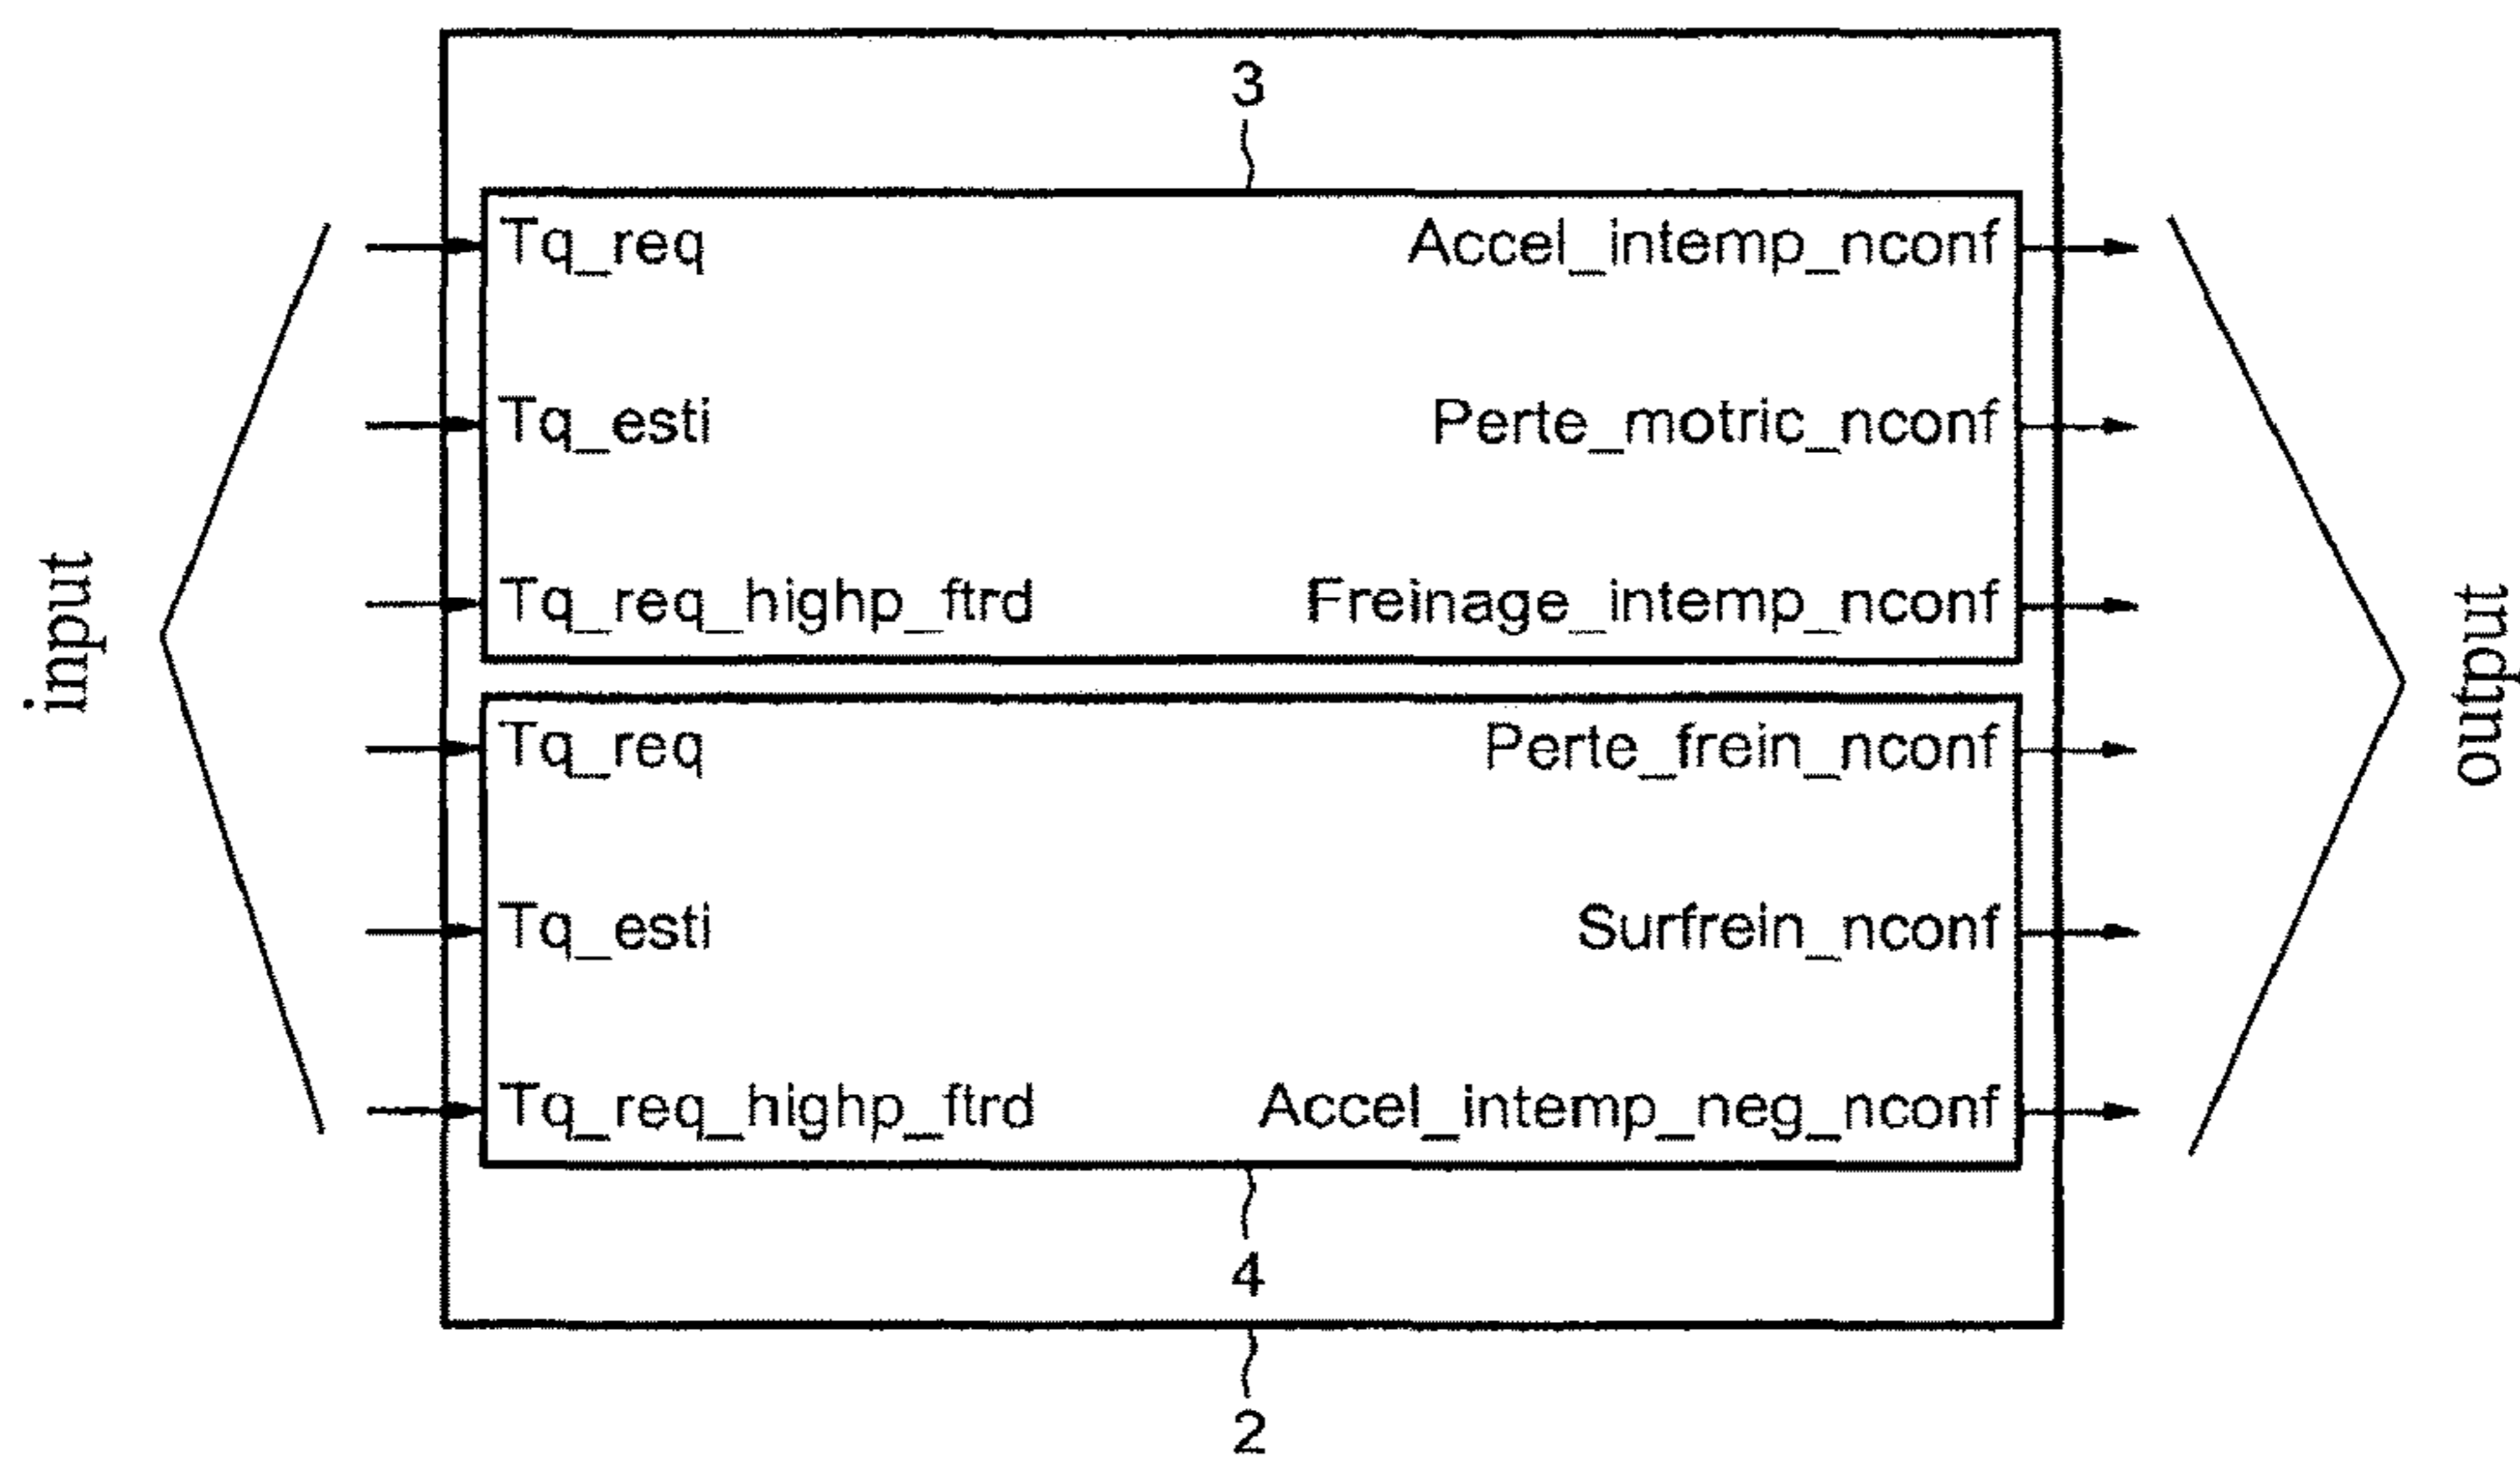 3
Tq_req
Accel_intemp_nconf
Tq_esti
Perte_motric_nconf
Tq_req_highp_ftrd
Freinage_intemp_nconf
input
output
Tq_req
Perte_frein_nconf
Tq_esti
Surfrein_nconf
Tq_req_highp_ftrd
Accel_intemp_neg_nconf
4
2